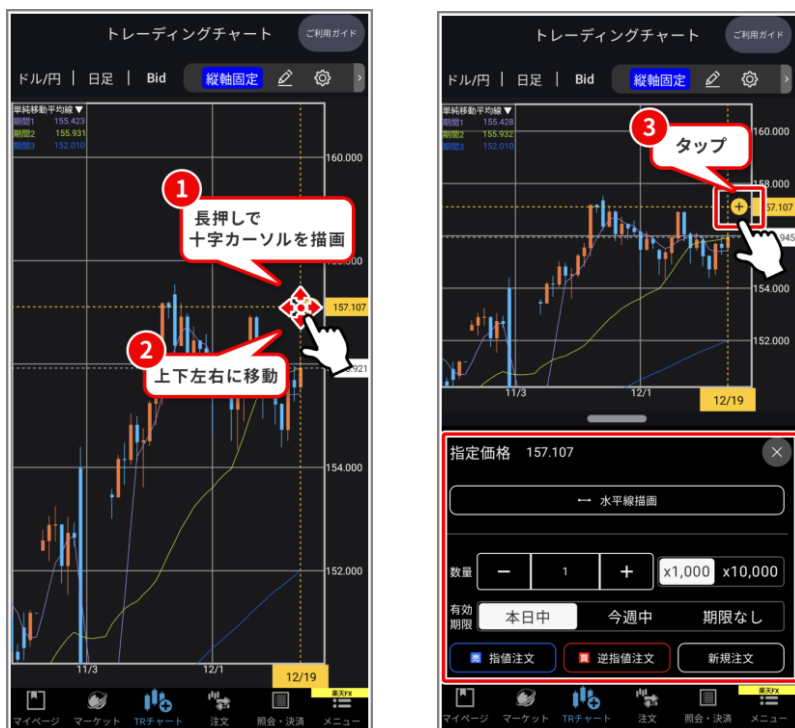 トレーディングチャート
ご利用ガイド
ドル/円 | 日足 | Bid 縦軸固定
単純移動平均線▼
期間1 155.423
期間2 155.931
期間3 152.010
160.000
1
長押しで
十字カーソルを描画
157.107
2
上下左右に移動
154.000
152.000
11/3 12/1 12/19
マイページ マーケット TRチャート 注文 照会・決済 メニュー
楽天FX
トレーディングチャート
ご利用ガイド
ドル/円 | 日足 | Bid 縦軸固定
単純移動平均線▼
期間1 155.428
期間2 155.932
期間3 152.010
3
タップ
160.000
158.000
154.000
152.000
11/3 12/1 12/19
指定価格 157.107
水平線描画
数量 1 x1,000 x10,000
有効
期限 本日中 今週中 期限なし
売 指値注文 買 逆指値注文 新規注文
マイページ マーケット TRチャート 注文 照会・決済 メニュー
楽天FX